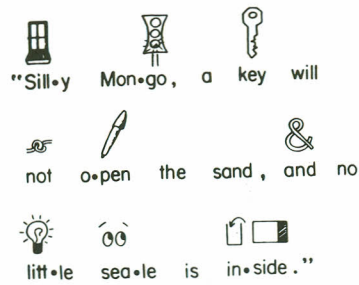 "Sill•y Mon•go, a key will
&
not o•pen the sand, and no
litt•le sea•le is in•side."